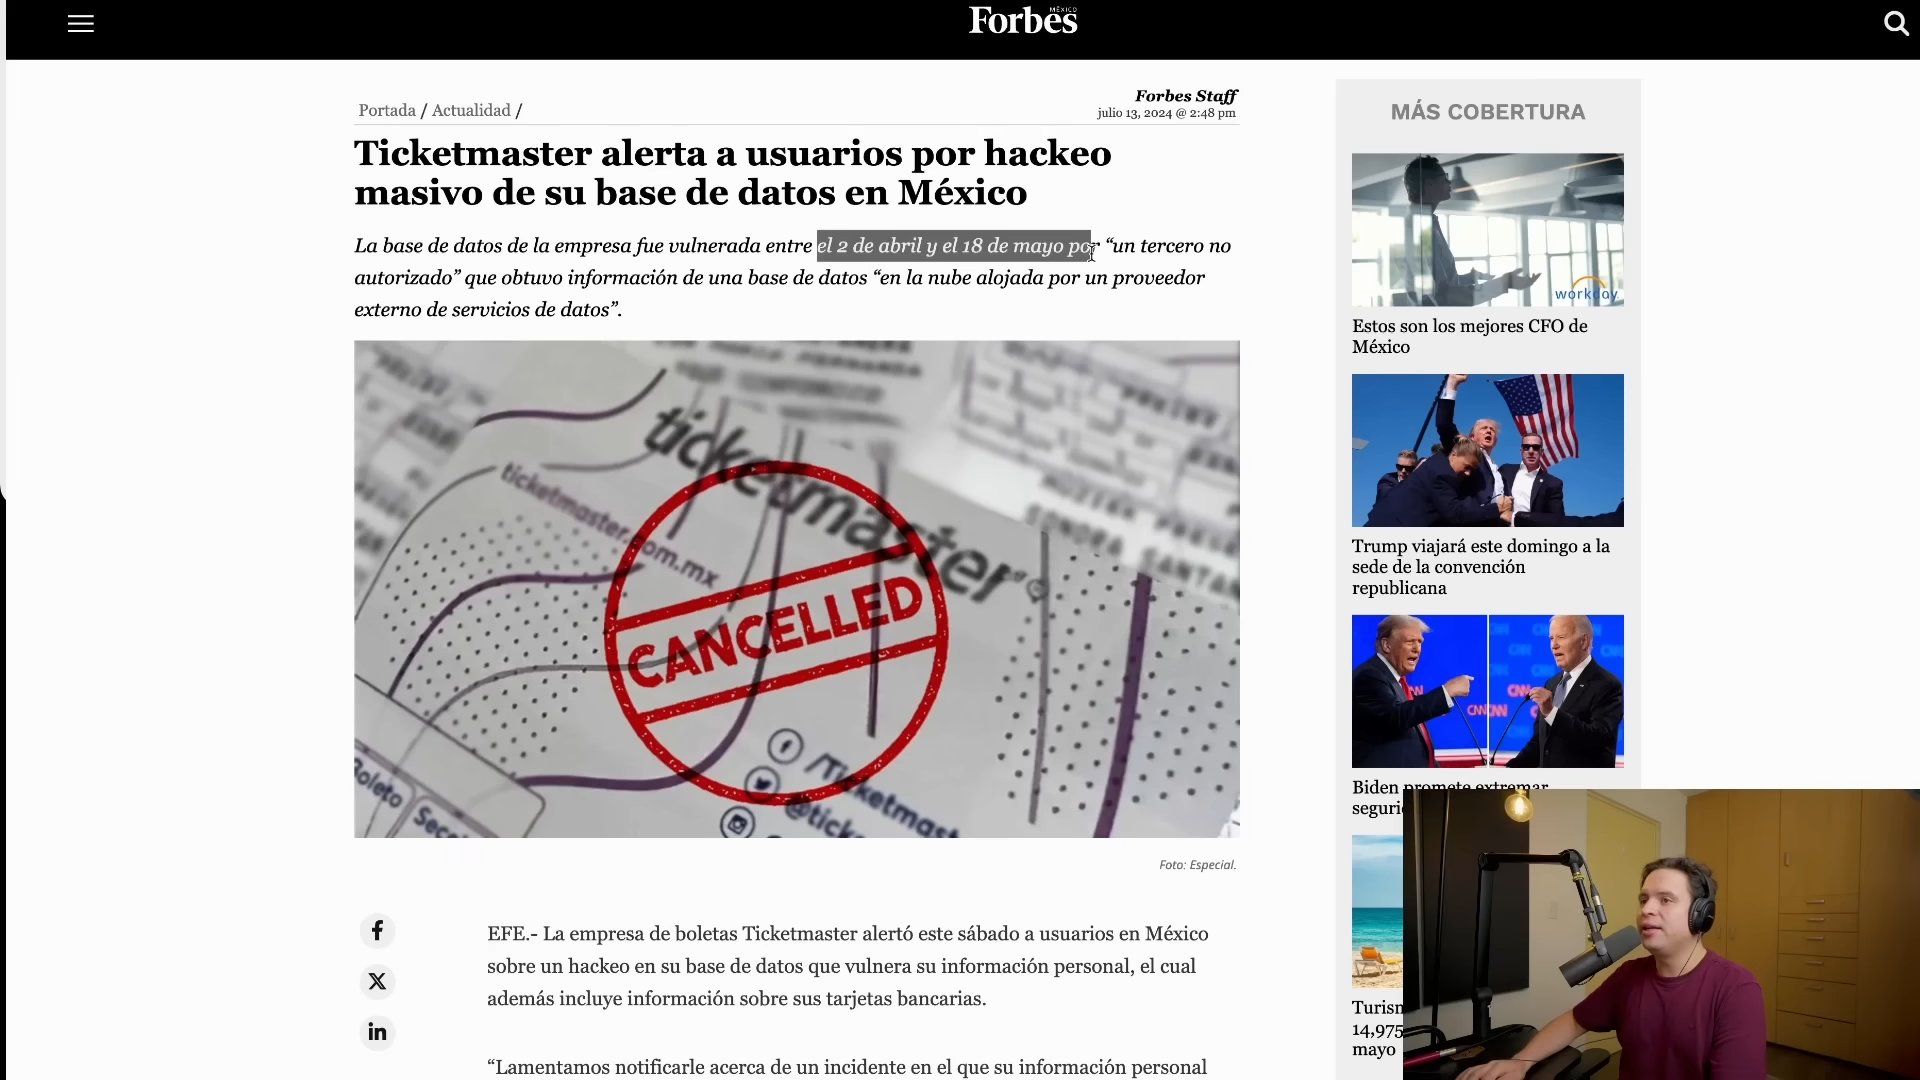 MÉXICO
Forbes
Portada / Actualidad /
Forbes Staff
julio 13, 2024 @ 2:48 pm
Ticketmaster alerta a usuarios por hackeo
masivo de su base de datos en México
La base de datos de la empresa fue vulnerada entre el 2 de abril y el 18 de mayo por “un tercero no
autorizado” que obtuvo información de una base de datos “en la nube alojada por un proveedor
externo de servicios de datos”.
ticketmaster
ticketmaster.com.mx
CANCELLED
Boleto
Foto: Especial.
EFE.- La empresa de boletas Ticketmaster alertó este sábado a usuarios en México
sobre un hackeo en su base de datos que vulnera su información personal, el cual
además incluye información sobre sus tarjetas bancarias.
“Lamentamos notificarle acerca de un incidente en el que su información personal
MÁS COBERTURA
workday
Estos son los mejores CFO de
México
Trump viajará este domingo a la
sede de la convención
republicana
CNN
Biden promete extremar
14,975
mayo